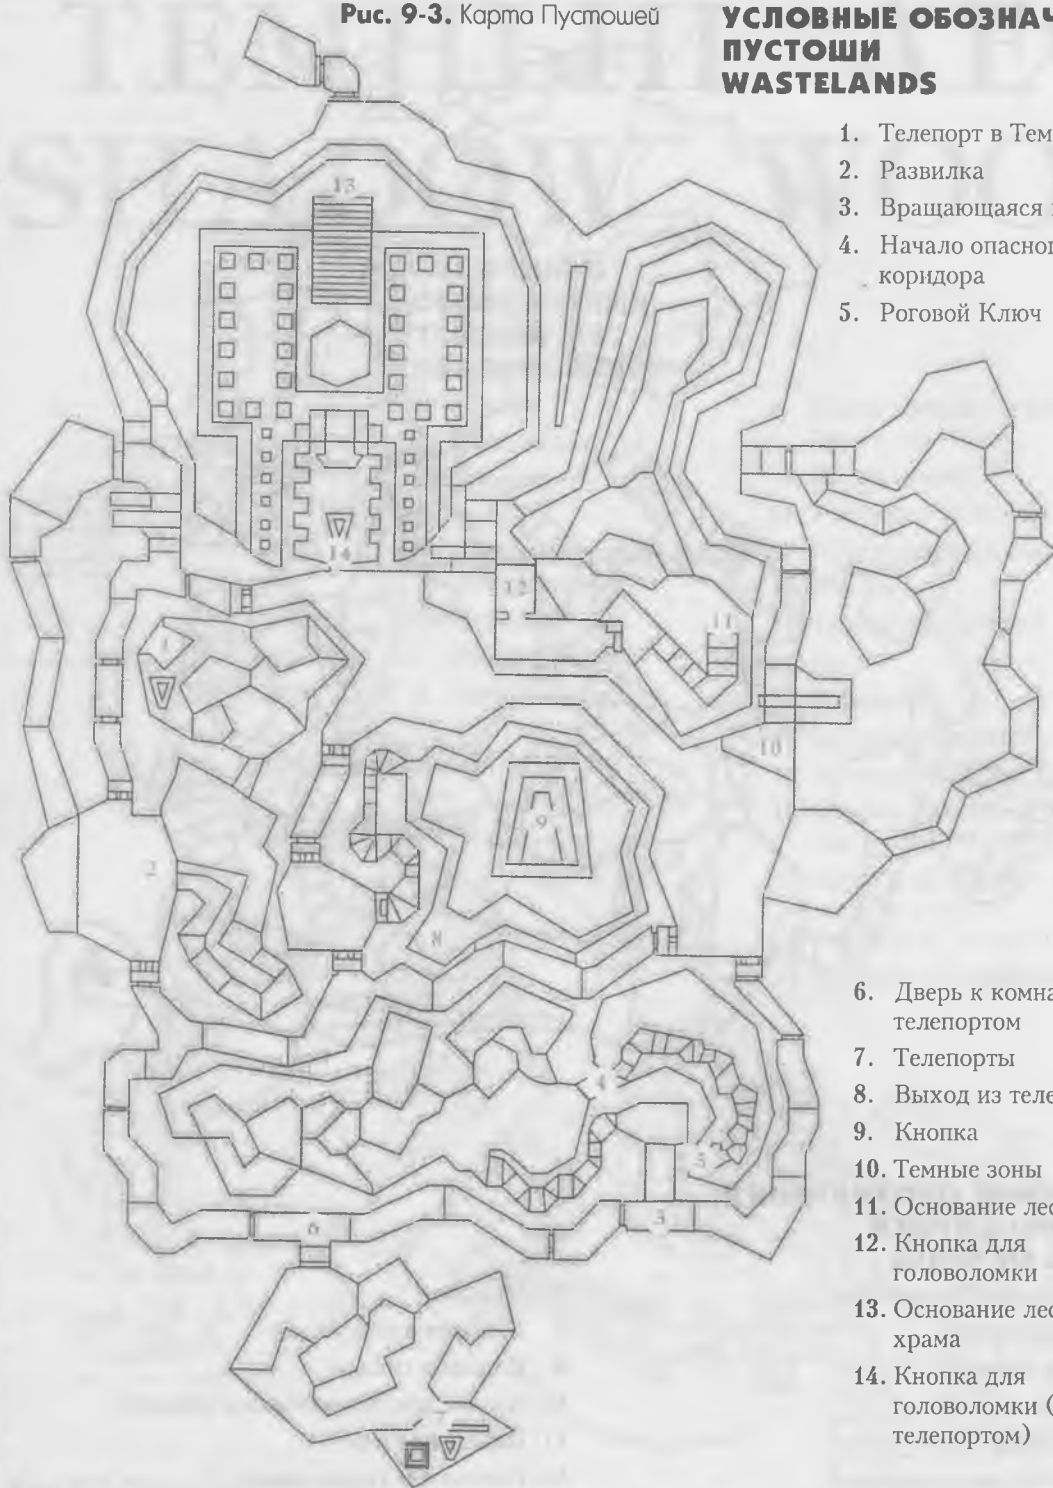 Рис. 9-3. Карта Пустошей
УСЛОВНЫЕ ОБОЗНАЧ
ПУСТОШИ
WASTELANDS
1. Телепорт в Тем
2. Развилка
3. Вращающаяся
4. Начало опасно
коридора
5. Роговой Ключ
6. Дверь к комна
телепортом
7. Телепорты
8. Выход из теле
9. Кнопка
10. Темные зоны
11. Основание лес
12. Кнопка для
головоломки
13. Основание лес
храма
14. Кнопка для
головоломки (
телепортом)
13
14
12
11
1
10
9
2
8
4
5
3
6
7